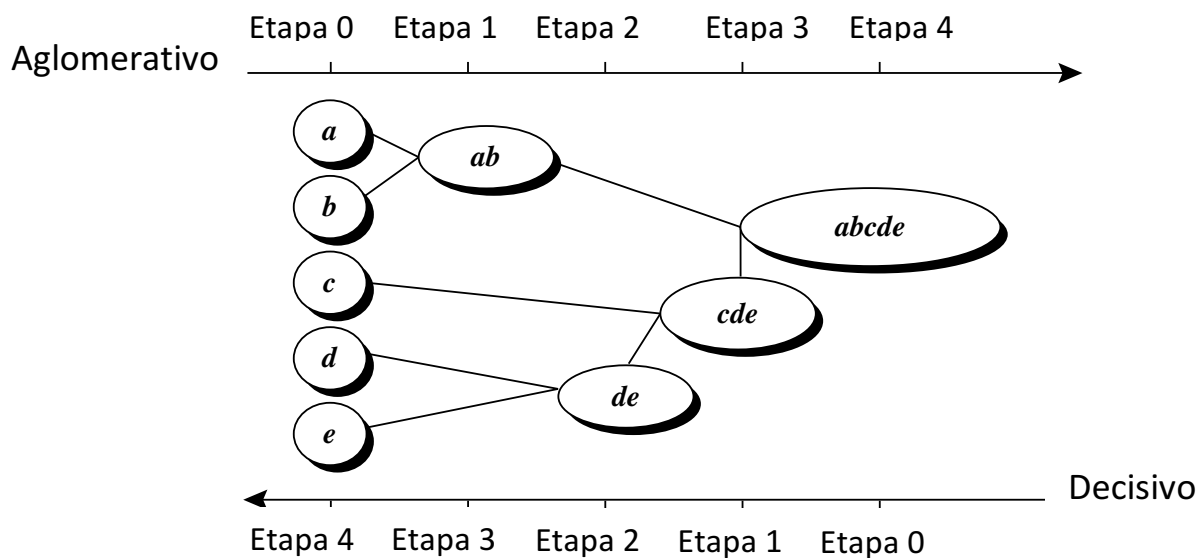 Etapa 0 Etapa 1 Etapa 2 Etapa 3 Etapa 4
Aglomerativo
a
ab
b
abcde
c
cde
d
de
e
Decisivo
Etapa 4 Etapa 3 Etapa 2 Etapa 1 Etapa 0